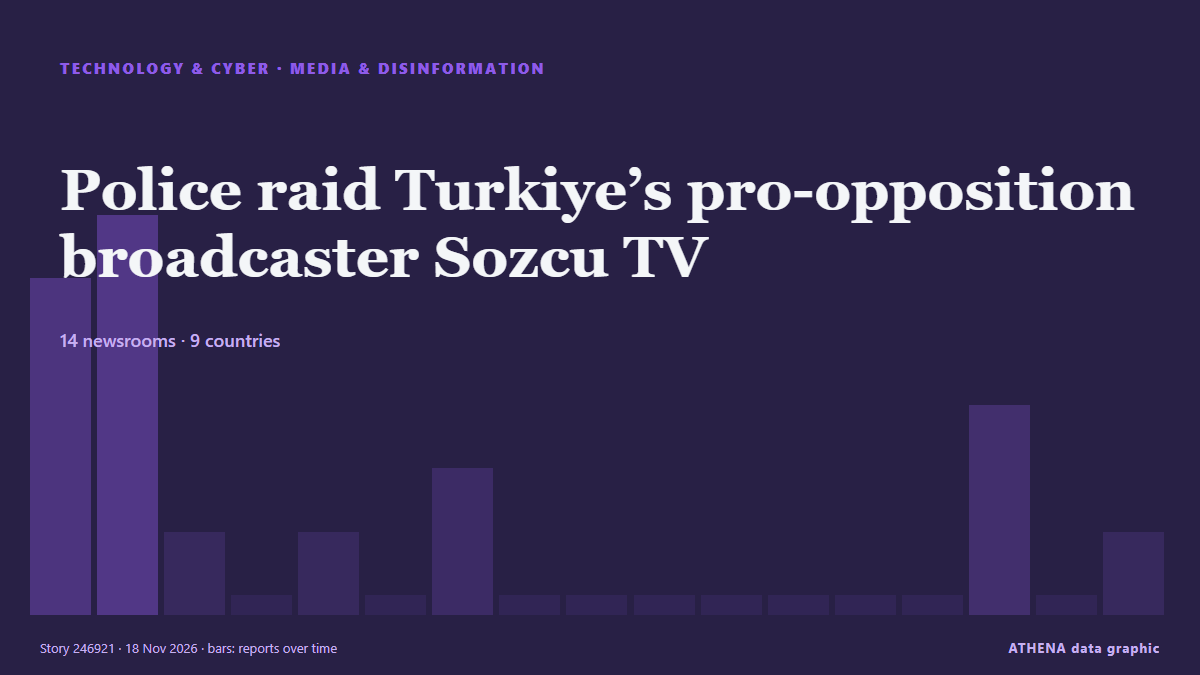 TECHNOLOGY & CYBER · MEDIA & DISINFORMATION
Police raid Turkiye’s pro-opposition
broadcaster Sozcu TV
14 newsrooms · 9 countries
Story 246921 · 18 Nov 2026 · bars: reports over time
ATHENA data graphic